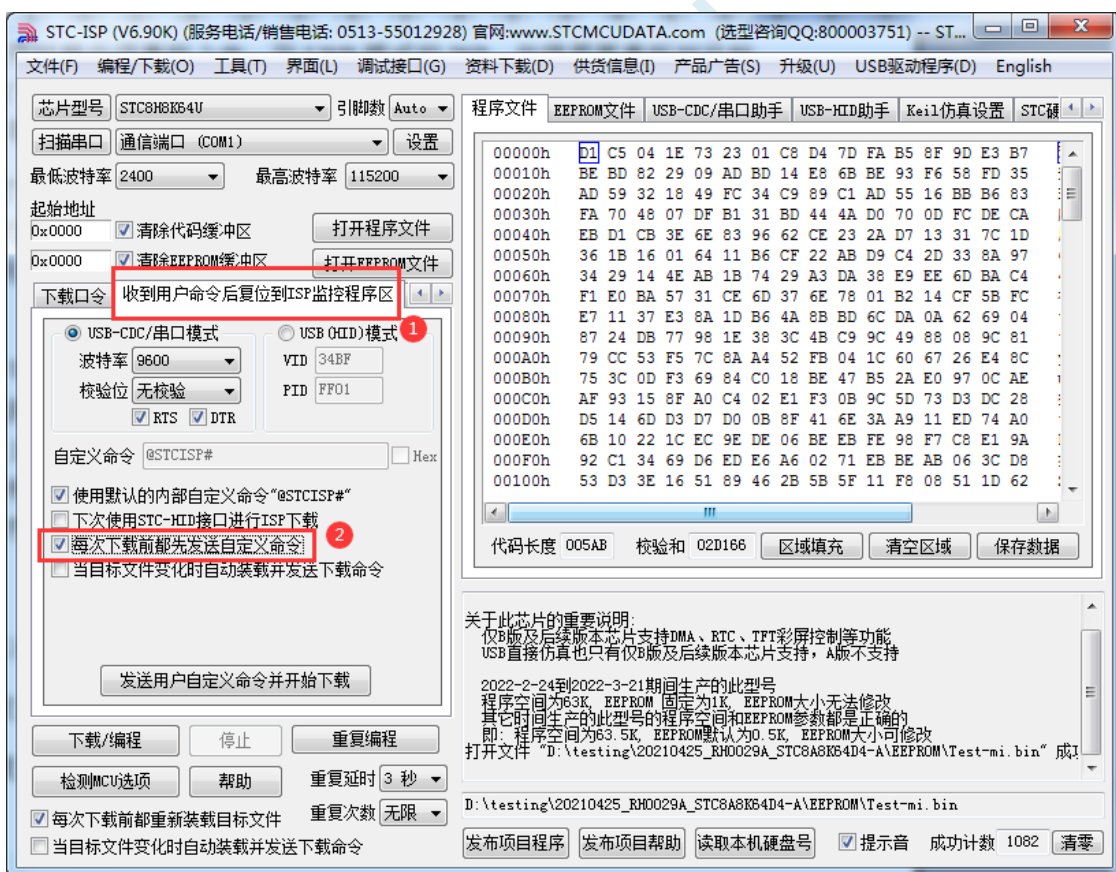 STC-ISP (V6.90K) (服务电话/销售电话: 0513-55012928) 官网:www.STCMCUDATA.com (选型咨询QQ:800003751) -- ST...
文件(F) 编程/下载(O) 工具(T) 界面(L) 调试接口(G) 资料下载(D) 供货信息(I) 产品广告(S) 升级(U) USB驱动程序(D) English
芯片型号 STC8H8K64U 引脚数 Auto
扫描串口 通信端口 (COM1) 设置
最低波特率 2400 最高波特率 115200
起始地址
0x0000 清除代码缓冲区 打开程序文件
0x0000 清除EEPROM缓冲区 打开EEPROM文件
下载口令 收到用户命令后复位到ISP监控程序区
1
USB-CDC/串口模式 USB(HID)模式
波特率 9600 VID 34BF
校验位 无校验 PID FF01
RTS DTR
自定义命令 @STCISP# Hex
使用默认的内部自定义命令"@STCISP#"
下次使用STC-HID接口进行ISP下载
每次下载前都先发送自定义命令
2
当目标文件变化时自动装载并发送下载命令
发送用户自定义命令并开始下载
下载/编程 停止 重复编程
检测MCU选项 帮助 重复延时 3 秒
每次下载前都重新装载目标文件 重复次数 无限
当目标文件变化时自动装载并发送下载命令
程序文件 EEPROM文件 USB-CDC/串口助手 USB-HID助手 Keil仿真设置 STC硬
00000h D1 C5 04 1E 73 23 01 C8 D4 7D FA B5 8F 9D E3 B7
00010h BE BD 82 29 09 AD BD 14 E8 6B BE 93 F6 58 FD 35
00020h AD 59 32 18 49 FC 34 C9 89 C1 AD 55 16 BB B6 83
00030h FA 70 48 07 DF B1 31 BD 44 4A D0 70 0D FC DE CA
00040h EB D1 CB 3E 6E 83 96 62 CE 23 2A D7 13 31 7C 1D
00050h 36 1B 16 01 64 11 B6 CF 22 AB D9 C4 2D 33 8A 97
00060h 34 29 14 4E AB 1B 74 29 A3 DA 38 E9 EE 6D BA C4
00070h F1 E0 BA 57 31 CE 6D 37 6E 78 01 B2 14 CF 5B FC
00080h E7 11 37 E3 8A 1D B6 4A 8B BD 6C DA 0A 62 69 04
00090h 87 24 DB 77 98 1E 38 3C 4B C9 9C 49 88 08 9C 81
000A0h 79 CC 53 F5 7C 8A A4 52 FB 04 1C 60 67 26 E4 8C
000B0h 75 3C 0D F3 69 84 C0 18 BE 47 B5 2A E0 97 0C AE
000C0h AF 93 15 8F A0 C4 02 E1 F3 0B 9C 5D 73 D3 DC 28
000D0h D5 14 6D D3 D7 D0 0B 8F 41 6E 3A A9 11 ED 74 A0
000E0h 6B 10 22 1C EC 9E DE 06 BE EB FE 98 F7 C8 E1 9A
000F0h 92 C1 34 69 D6 ED E6 A6 02 71 EB BE AB 06 3C D8
00100h 53 D3 3E 16 51 89 46 2B 5B 5F 11 F8 08 51 1D 62
代码长度 005AB 校验和 02D166 区域填充 清空区域 保存数据
关于此芯片的重要说明:
仅B版及后续版本芯片支持DMA、RTC、TFT彩屏控制等功能
USB直接仿真也只有仅B版及后续版本芯片支持，A版不支持
2022-2-24到2022-3-21期间生产的此型号
程序空间为63K, EEPROM 固定为1K, EEPROM大小无法修改
其它时间生产的此型号的程序空间和EEPROM参数都是正确的
即: 程序空间为63.5K, EEPROM默认为0.5K, EEPROM大小可修改
打开文件 "D:\testing\20210425_RH0029A_STC8A8K64D4-A\EEPROM\Test-mi.bin" 成功
D:\testing\20210425_RH0029A_STC8A8K64D4-A\EEPROM\Test-mi.bin
发布项目程序 发布项目帮助 读取本机硬盘号 提示音 成功计数 1082 清零